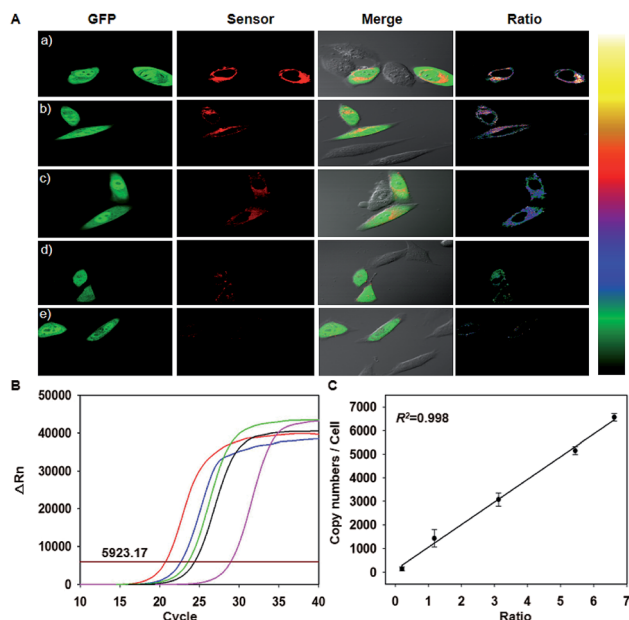 A GFP Sensor Merge Ratio
a)
b)
c)
d)
e)
B
50000
40000
30000
20000
10000
0
ΔRn
5923.17
10 15 20 25 30 35 40
Cycle
C
7000
6000
5000
4000
3000
2000
1000
0
Copy numbers / Cell
R²=0.998
0 1 2 3 4 5 6 7
Ratio